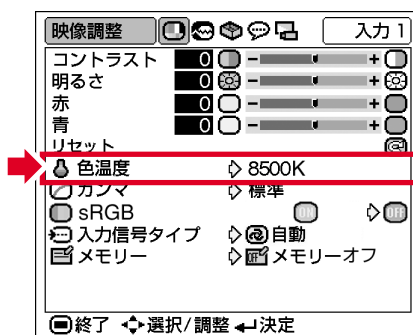 映像調整 入力 1
コントラスト 0 - +
明るさ 0 - +
赤 0 - +
青 0 - +
リセット
色温度 8500K
ガンマ 標準
sRGB ON OFF
入力信号タイプ 自動
メモリー OFF メモリーオフ
終了 選択/調整 決定